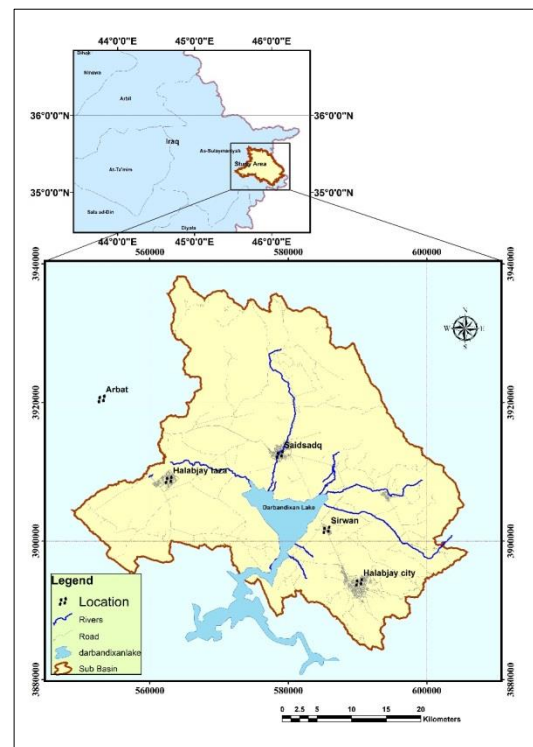 44°0'0"E 45°0'0"E 46°0'0"E
Ninawa
Arbil
36°0'0"N 36°0'0"N
Iraq
As-Sulaymaniyah
Study Area
At-Ta'mim
35°0'0"N 35°0'0"N
Sala ad-Din
Diyala
44°0'0"E 45°0'0"E 46°0'0"E
560000 580000 600000
3940000 3940000
N
W E
S
Arbat
3920000 3920000
Saidsadq
Halabjay taza
Darbandixan Lake
Sirwan
3900000 3900000
Halabjay city
Legend
Location
Rivers
Road
darbandixanlake
Sub Basin
3880000 3880000
560000 580000 600000
0 2.5 5 10 15 20
Kilometers